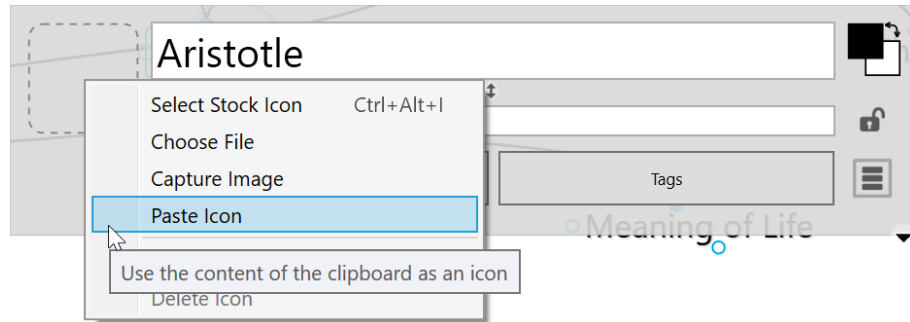 Aristotle
Select Stock Icon Ctrl+Alt+I
Choose File
Capture Image
Paste Icon
Tags
Meaning of Life
Use the content of the clipboard as an icon
Delete Icon